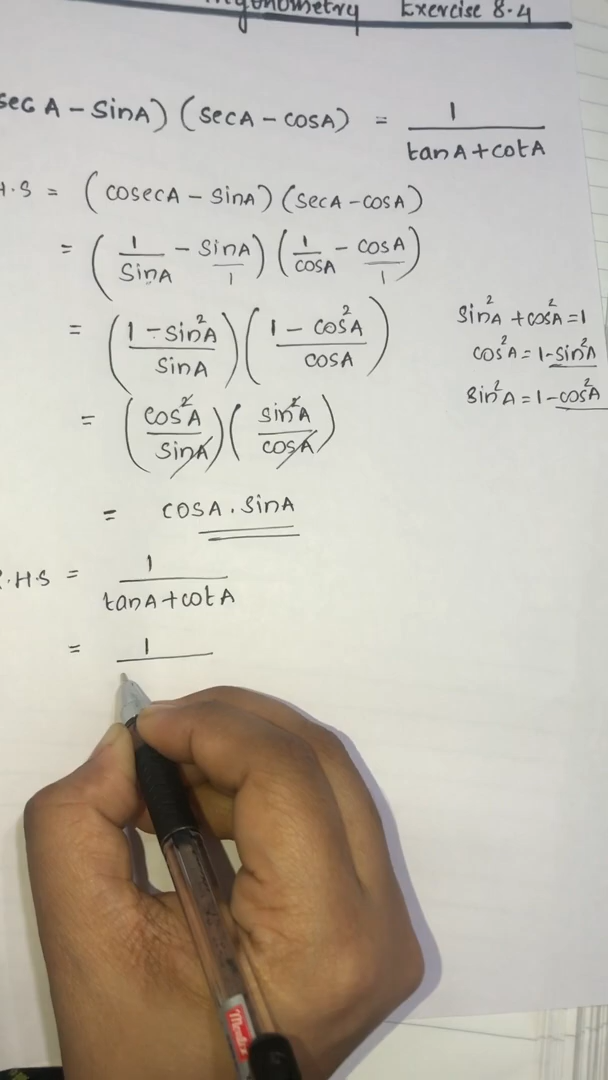 Exercise 8.4
sec A - SinA) (secA - cosA) = 1/(tanA + cotA)
H.S = (cosecA - sinA) (secA - cosA)
= (1/SinA - SinA/1) (1/cosA - cosA/1)
= ((1 - sin²A)/sinA) ((1 - cos²A)/cosA)
sin²A + cos²A = 1
cos²A = 1 - sin²A
sin²A = 1 - cos²A
= (cos²A/sinA) (sin²A/cosA)
= cosA . sinA
R.H.S = 1/(tanA + cotA)
= 1/